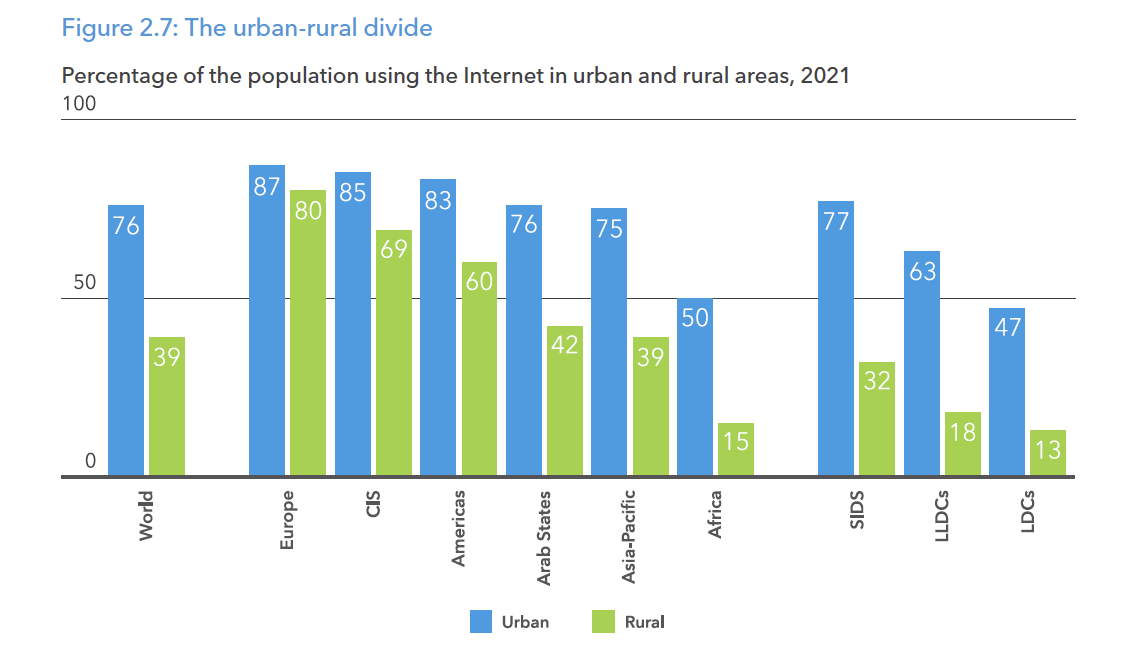 Figure 2.7: The urban-rural divide
Percentage of the population using the Internet in urban and rural areas, 2021
100
50
0
76
39
87
80
85
69
83
60
76
42
75
39
50
15
77
32
63
18
47
13
World
Europe
CIS
Americas
Arab States
Asia-Pacific
Africa
SIDS
LLDCs
LDCs
Urban
Rural